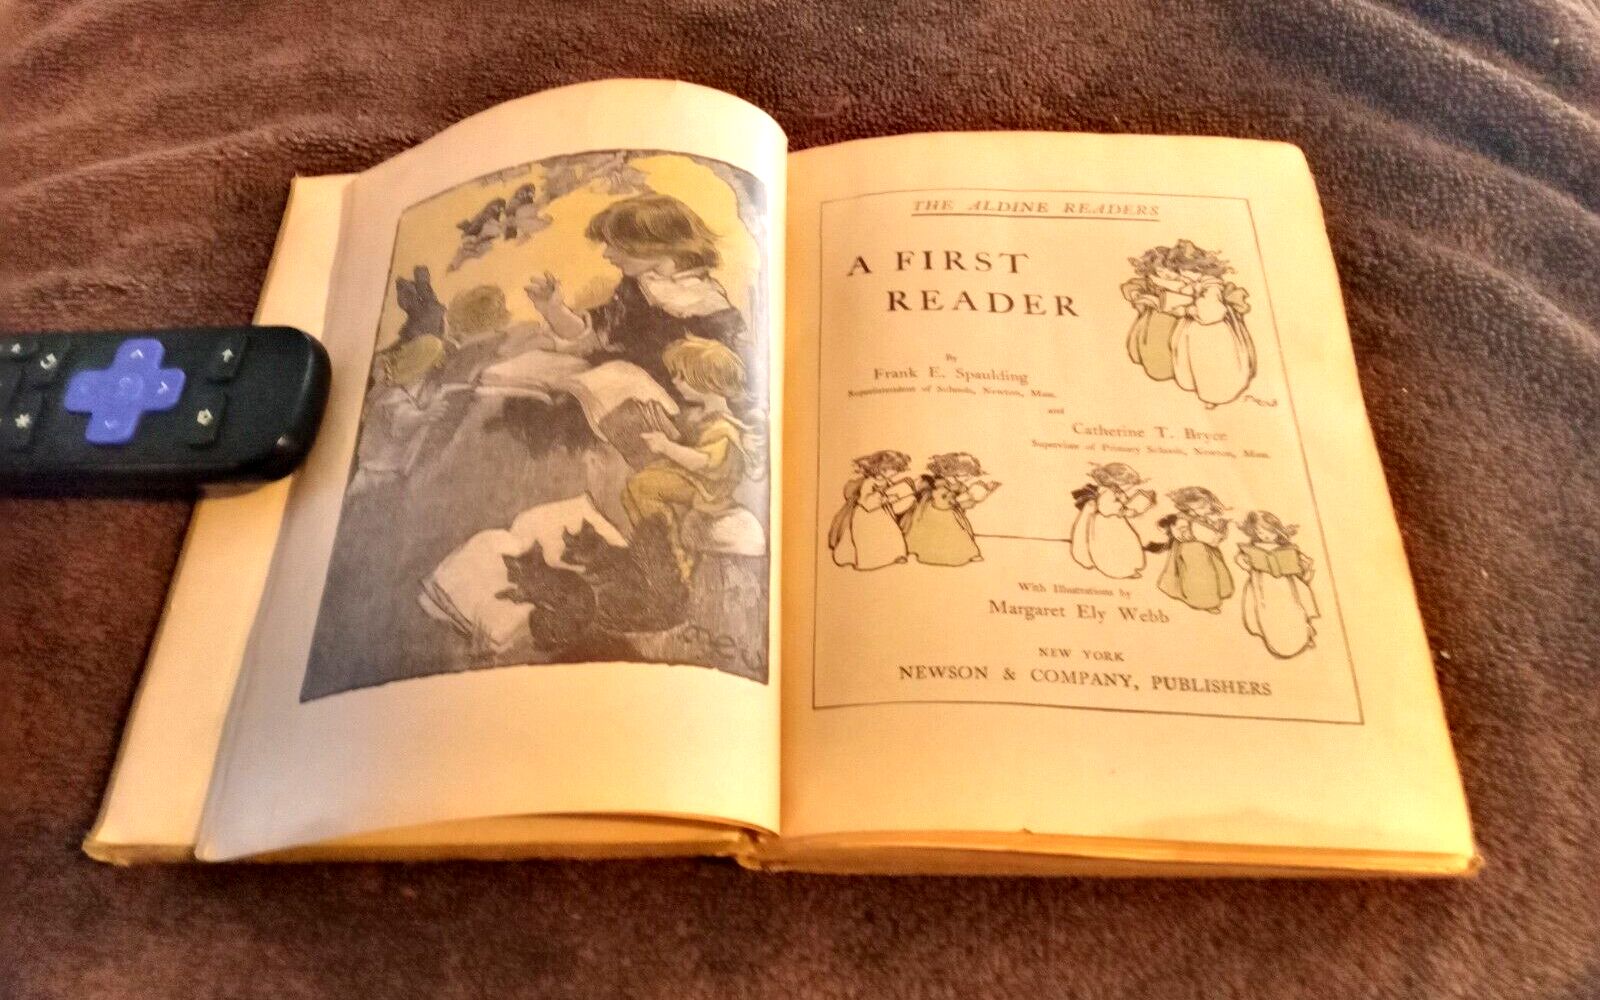 THE ALDINE READERS
A FIRST
READER
By
Frank E. Spaulding
Superintendent of Schools, Newton, Mass.
and
Catherine T. Bryce
Supervisor of Primary Schools, Newton, Mass.
With Illustrations by
Margaret Ely Webb
NEW YORK
NEWSON & COMPANY, PUBLISHERS